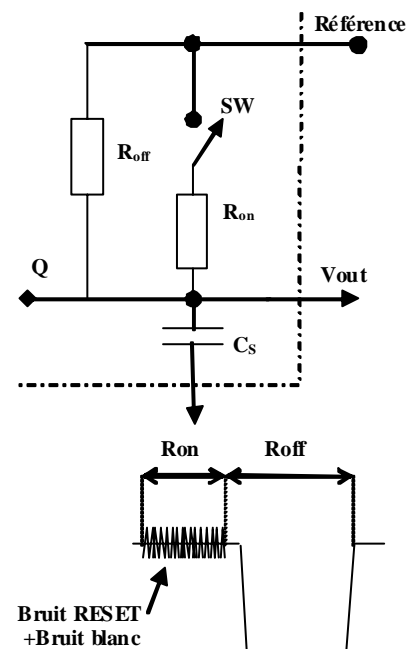 Référence
SW
Roff
Ron
Q
Vout
CS
Ron
Roff
Bruit RESET
+Bruit blanc